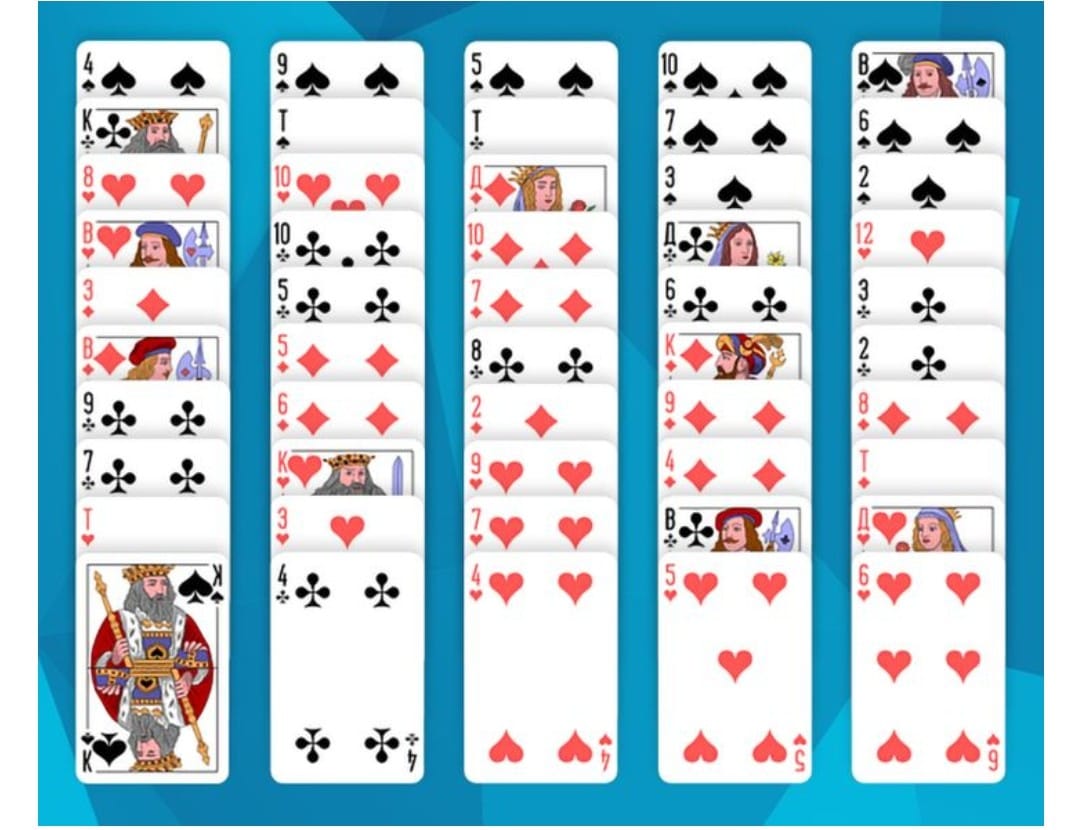 4 9 5 10 В
К Т Т 7 6
8 10 Д 3 2
В 10 10 Д 12
3 5 7 6 3
В 5 8 К 2
9 6 2 9 8
7 К 9 4 Т
Т 3 7 В Д
К 4 4 5 6
К 4 4 5 6